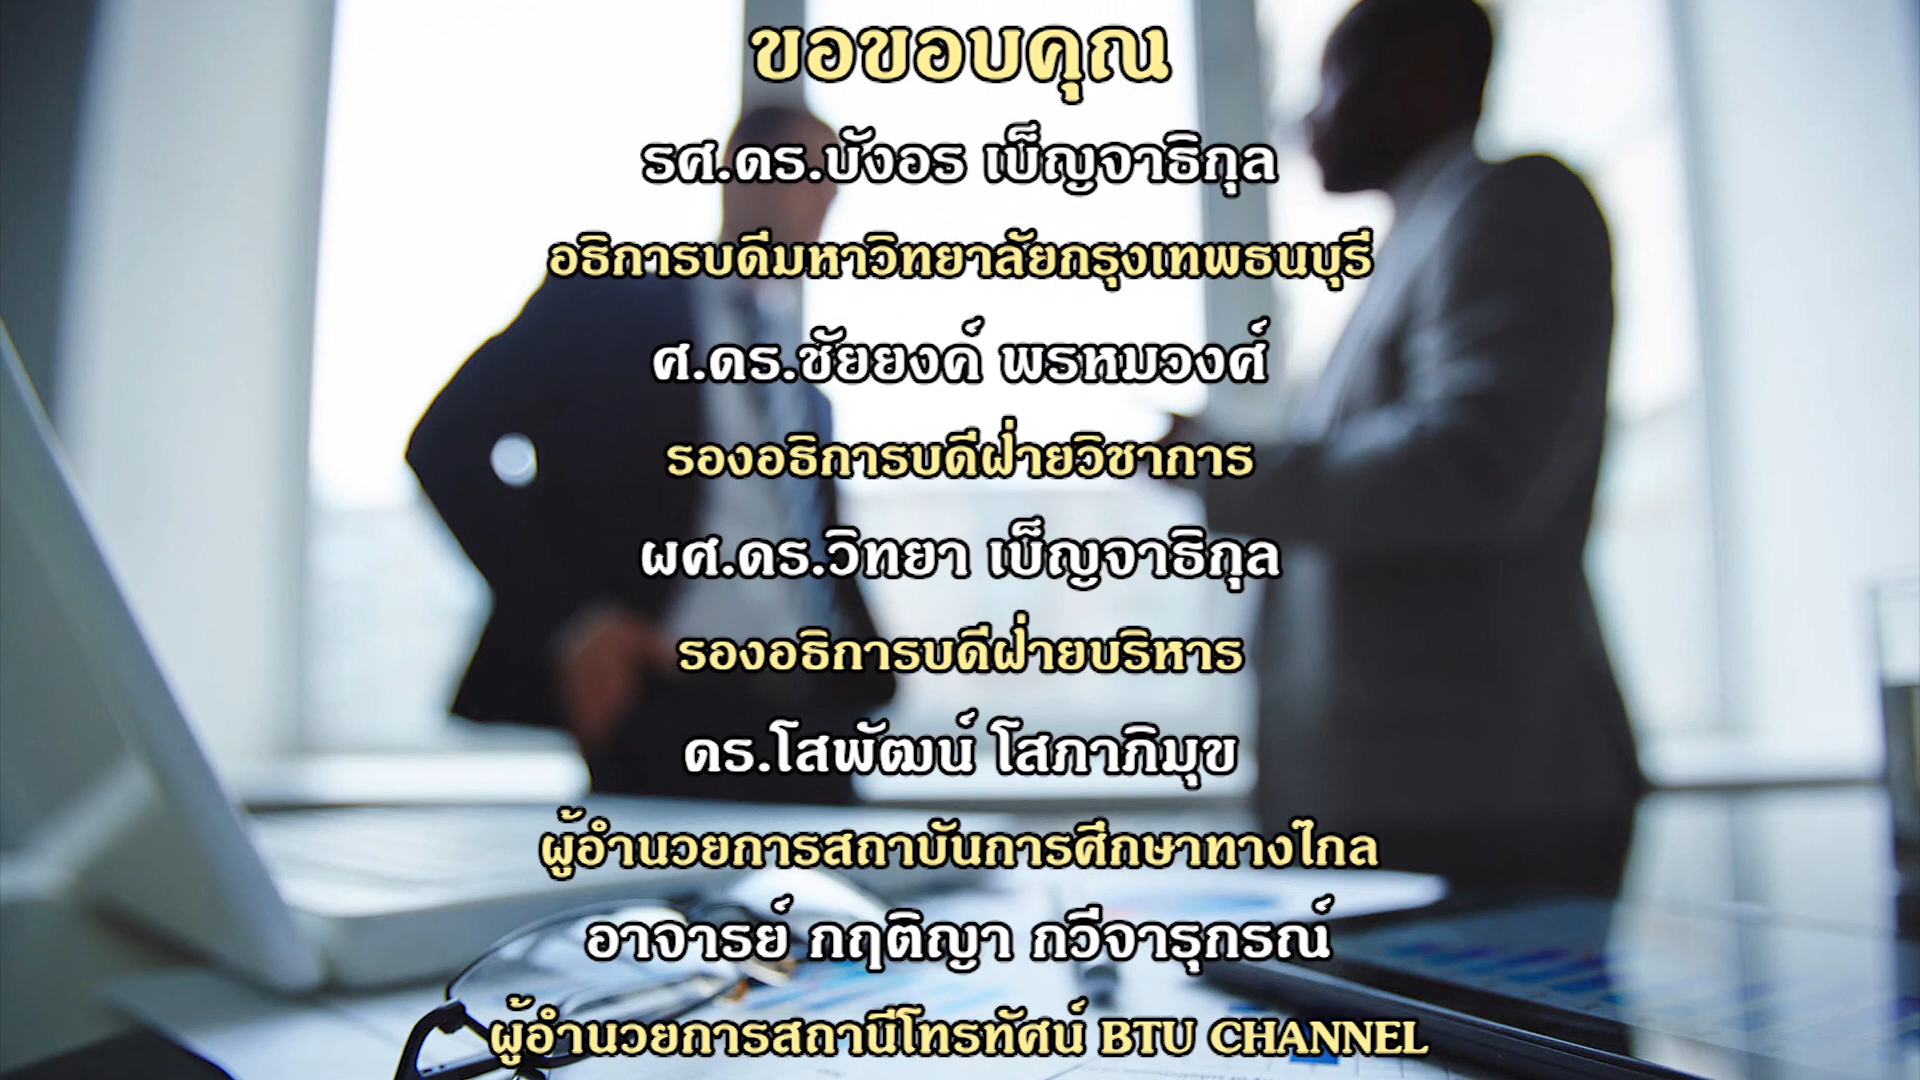 ขอขอบคุณ
รศ.ดร.บังอร เบ็ญจาธิกุล
อธิการบดีมหาวิทยาลัยกรุงเทพธนบุรี
ศ.ดร.ชัยยงค์ พรหมวงศ์
รองอธิการบดีฝ่ายวิชาการ
ผศ.ดร.วิทยา เบ็ญจาธิกุล
รองอธิการบดีฝ่ายบริหาร
ดร.โสพัฒน์ โสภาภิมุข
ผู้อำนวยการสถาบันการศึกษาทางไกล
อาจารย์ กฤติญา กวีจารุกรณ์
ผู้อำนวยการสถานีโทรทัศน์ BTU CHANNEL